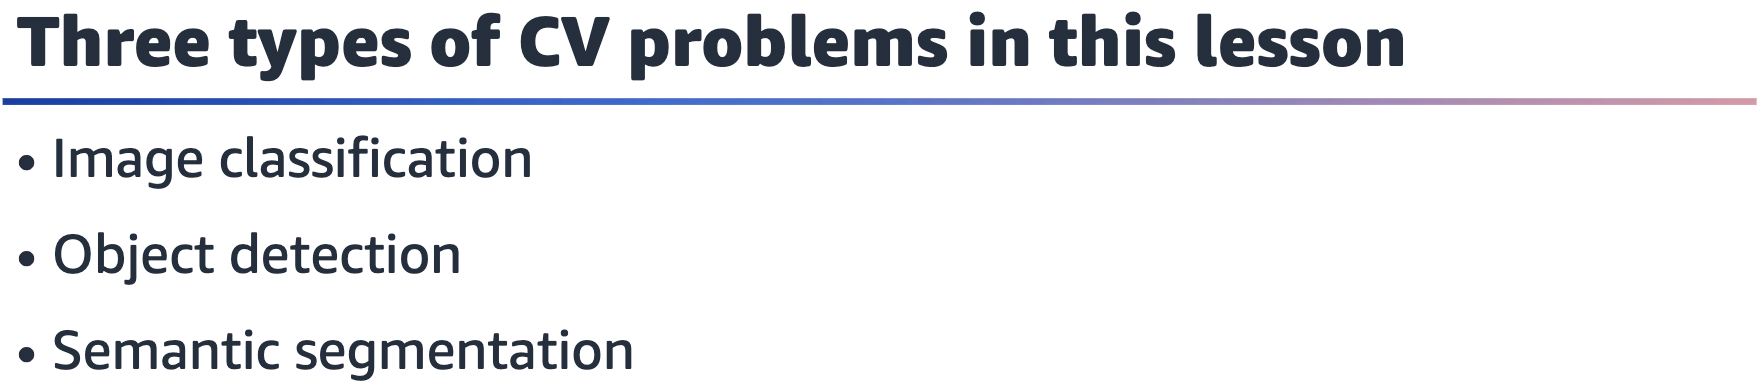 Three types of CV problems in this lesson
• Image classification
• Object detection
• Semantic segmentation